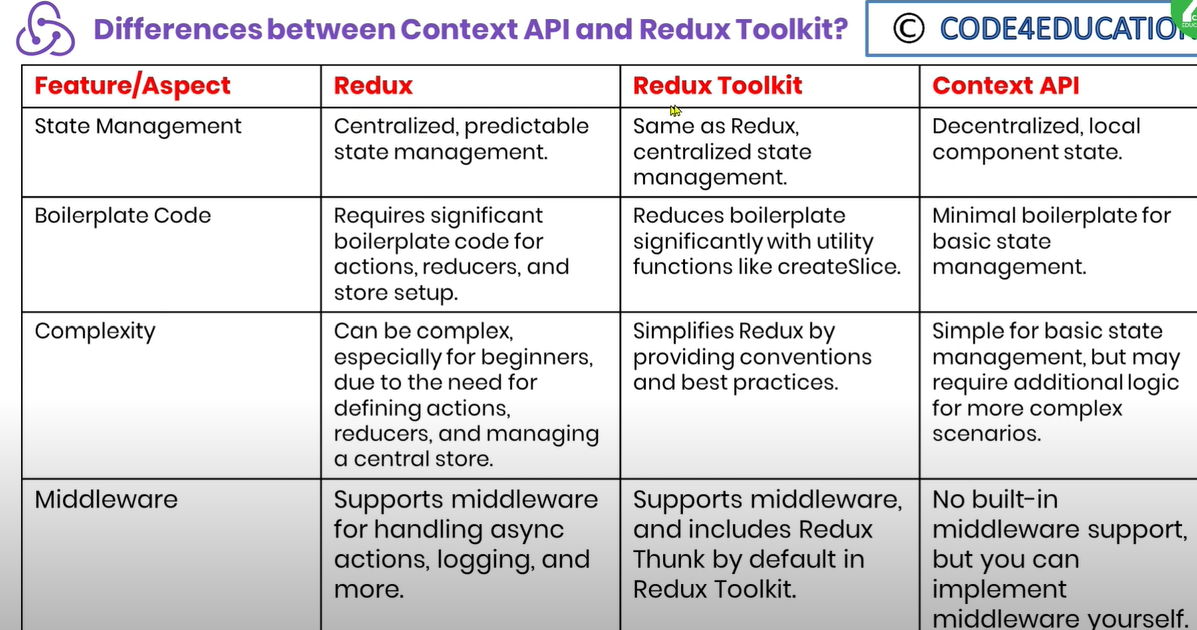 Differences between Context API and Redux Toolkit?
© CODE4EDUCATION
Feature/Aspect
Redux
Redux Toolkit
Context API
State Management
Centralized, predictable
state management.
Same as Redux,
centralized state
management.
Decentralized, local
component state.
Boilerplate Code
Requires significant
boilerplate code for
actions, reducers, and
store setup.
Reduces boilerplate
significantly with utility
functions like createSlice.
Minimal boilerplate for
basic state
management.
Complexity
Can be complex,
especially for beginners,
due to the need for
defining actions,
reducers, and managing
a central store.
Simplifies Redux by
providing conventions
and best practices.
Simple for basic state
management, but may
require additional logic
for more complex
scenarios.
Middleware
Supports middleware
for handling async
actions, logging, and
more.
Supports middleware,
and includes Redux
Thunk by default in
Redux Toolkit.
No built-in
middleware support,
but you can
implement
middleware yourself.